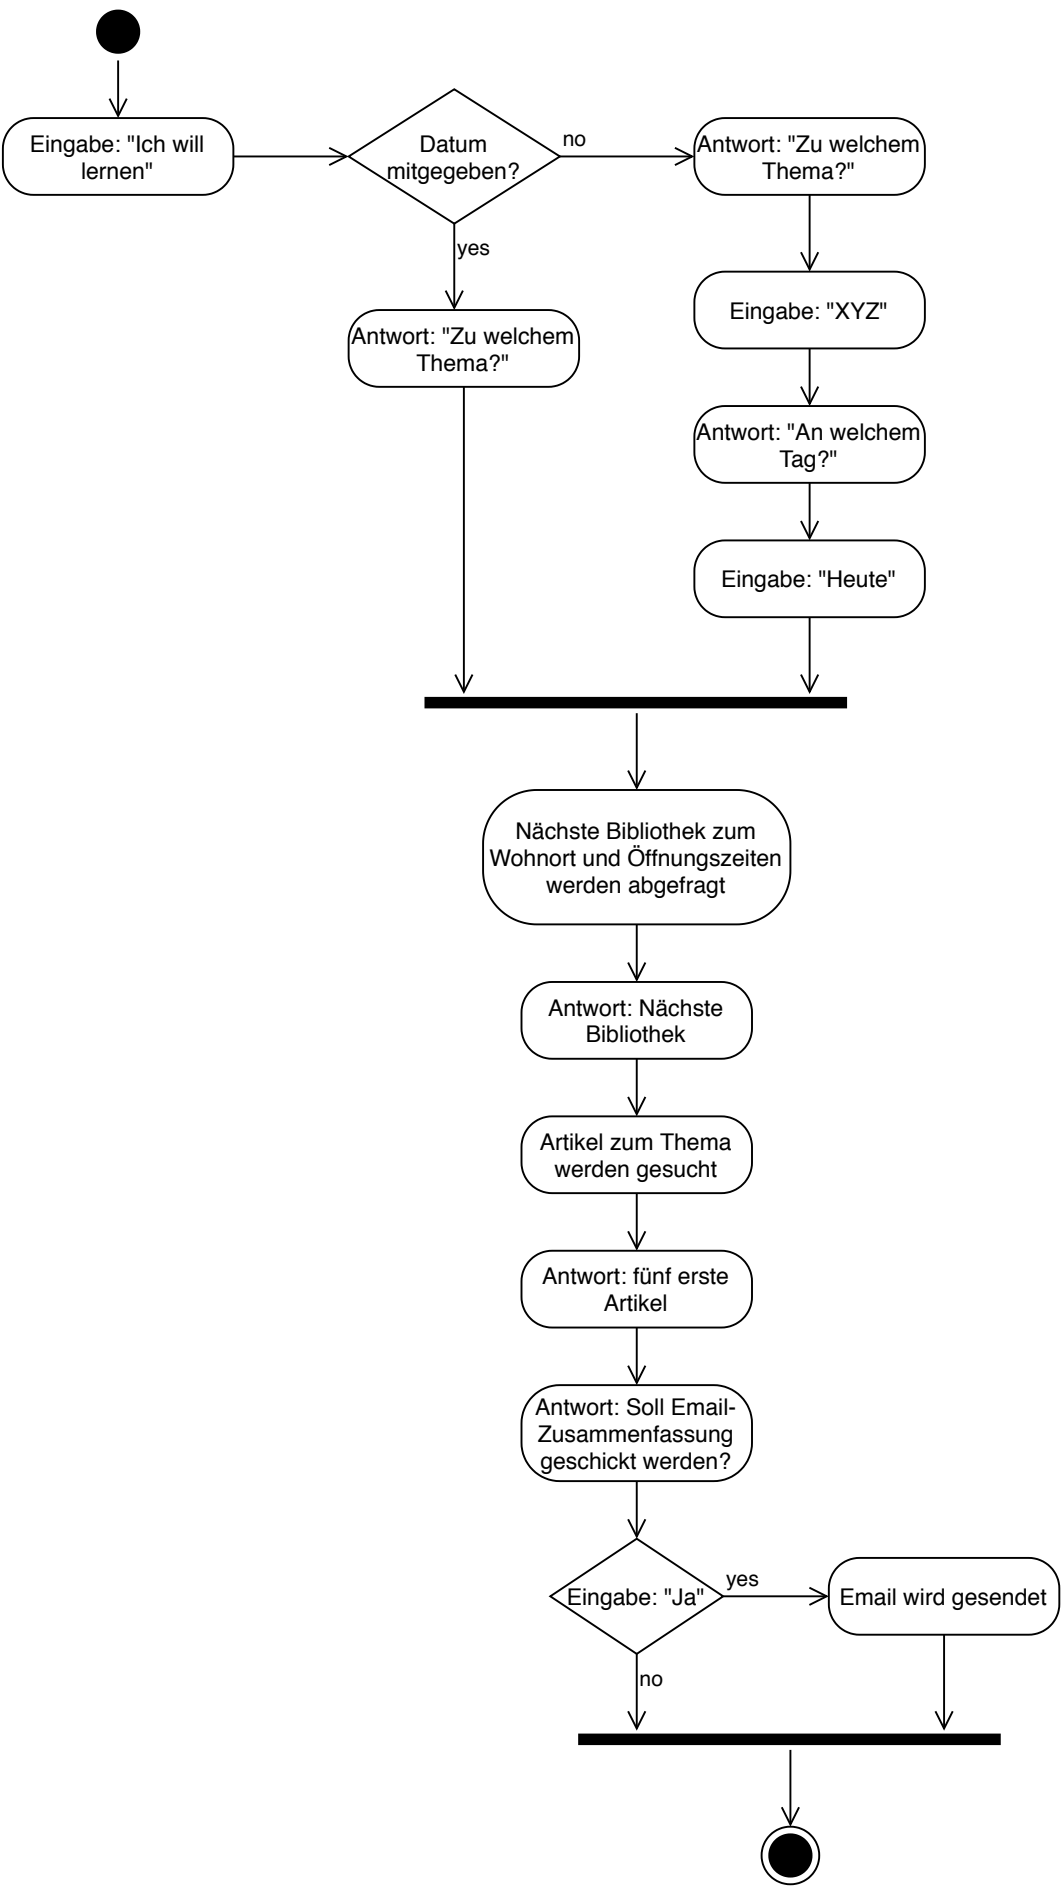 Eingabe: "Ich will
lernen"
Datum
mitgegeben?
no
Antwort: "Zu welchem
Thema?"
yes
Antwort: "Zu welchem
Thema?"
Eingabe: "XYZ"
Antwort: "An welchem
Tag?"
Eingabe: "Heute"
Nächste Bibliothek zum
Wohnort und Öffnungszeiten
werden abgefragt
Antwort: Nächste
Bibliothek
Artikel zum Thema
werden gesucht
Antwort: fünf erste
Artikel
Antwort: Soll Email-
Zusammenfassung
geschickt werden?
Eingabe: "Ja"
yes
Email wird gesendet
no